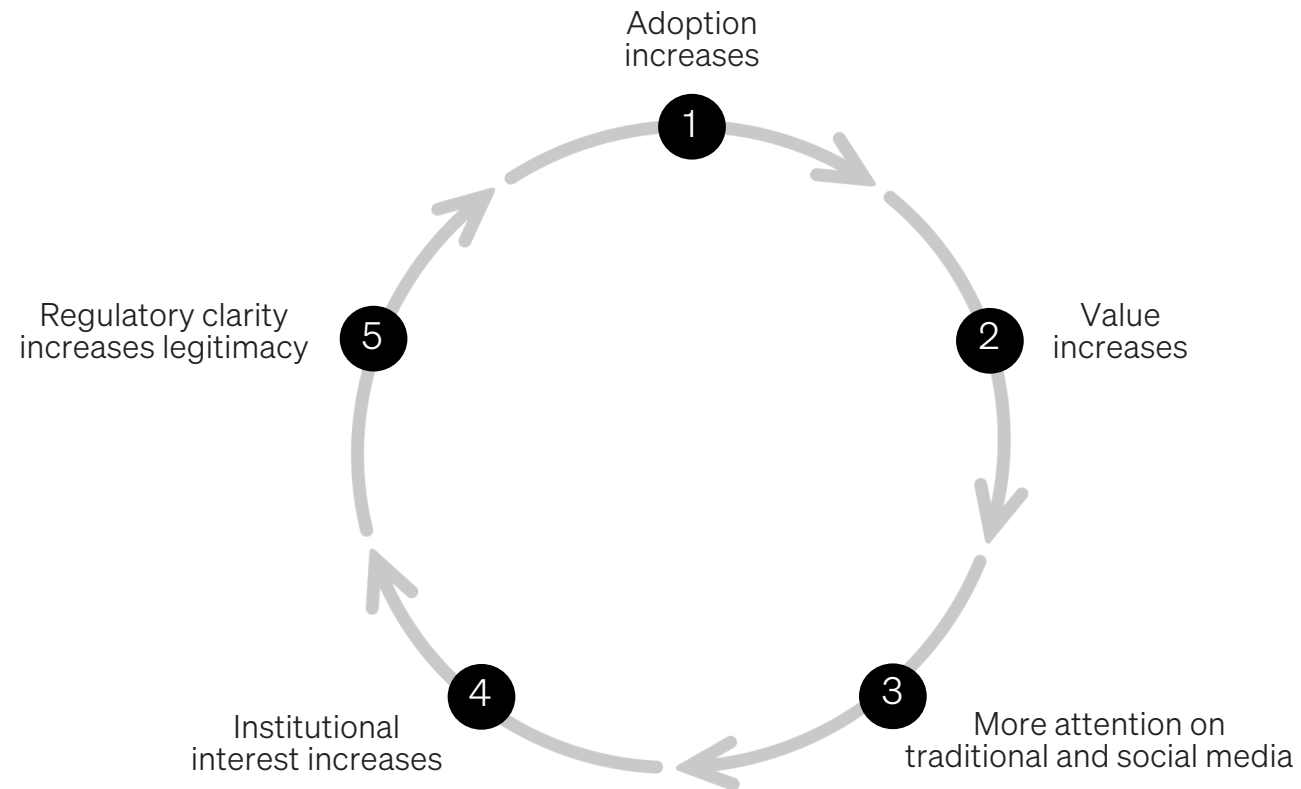 Adoption
increases
1
2
Value
increases
3
More attention on
traditional and social media
4
Institutional
interest increases
5
Regulatory clarity
increases legitimacy